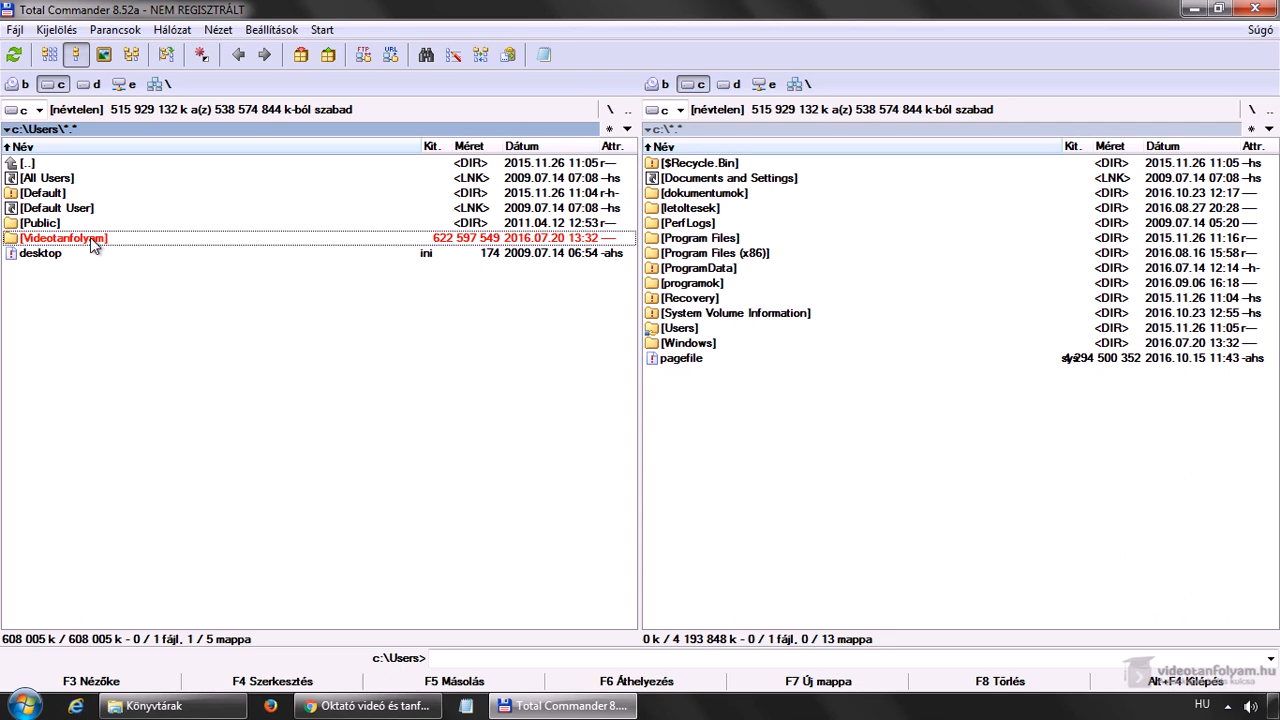 Total Commander 8.52a - NEM REGISZTRÁLT
Fájl Kijelölés Parancsok Hálózat Nézet Beállítások Start Súgó
FTP URL
b c d e \ b c d e \
c [névtelen] 515 929 132 k a(z) 538 574 844 k-ból szabad \ .. c [névtelen] 515 929 132 k a(z) 538 574 844 k-ból szabad \ ..
c:\Users\*.* * c:\*.* *
Név Kit. Méret Dátum Attr.
[..] <DIR> 2015.11.26 11:05 r—
[All Users] <LNK> 2009.07.14 07:08 –hs
[Default] <DIR> 2015.11.26 11:04 r-h-
[Default User] <LNK> 2009.07.14 07:08 –hs
[Public] <DIR> 2011.04.12 12:53 r—
[Videotanfolyam] 622 597 549 2016.07.20 13:32 —
desktop ini 174 2009.07.14 06:54 -ahs
Név Kit. Méret Dátum Attr.
[$Recycle.Bin] <DIR> 2015.11.26 11:05 –hs
[Documents and Settings] <LNK> 2009.07.14 07:08 –hs
[dokumentumok] <DIR> 2016.10.23 12:17 —
[letoltesek] <DIR> 2016.08.27 20:28 —
[PerfLogs] <DIR> 2009.07.14 05:20 —
[Program Files] <DIR> 2015.11.26 11:16 r—
[Program Files (x86)] <DIR> 2016.08.16 15:58 r—
[ProgramData] <DIR> 2016.07.14 12:14 –h-
[programok] <DIR> 2016.09.06 16:18 —
[Recovery] <DIR> 2015.11.26 11:04 –hs
[System Volume Information] <DIR> 2016.10.23 12:55 –hs
[Users] <DIR> 2015.11.26 11:05 r—
[Windows] <DIR> 2016.07.20 13:32 —
pagefile sys 4 294 500 352 2016.10.15 11:43 -ahs
608 005 k / 608 005 k - 0 / 1 fájl, 1 / 5 mappa 0 k / 4 193 848 k - 0 / 1 fájl, 0 / 13 mappa
c:\Users>
videotanfolyam.hu
F3 Nézőke F4 Szerkesztés F5 Másolás F6 Áthelyezés F7 Új mappa F8 Törlés Alt+F4 Kilépés
Könyvtárak Oktató videó és tanf... Total Commander 8.... HU